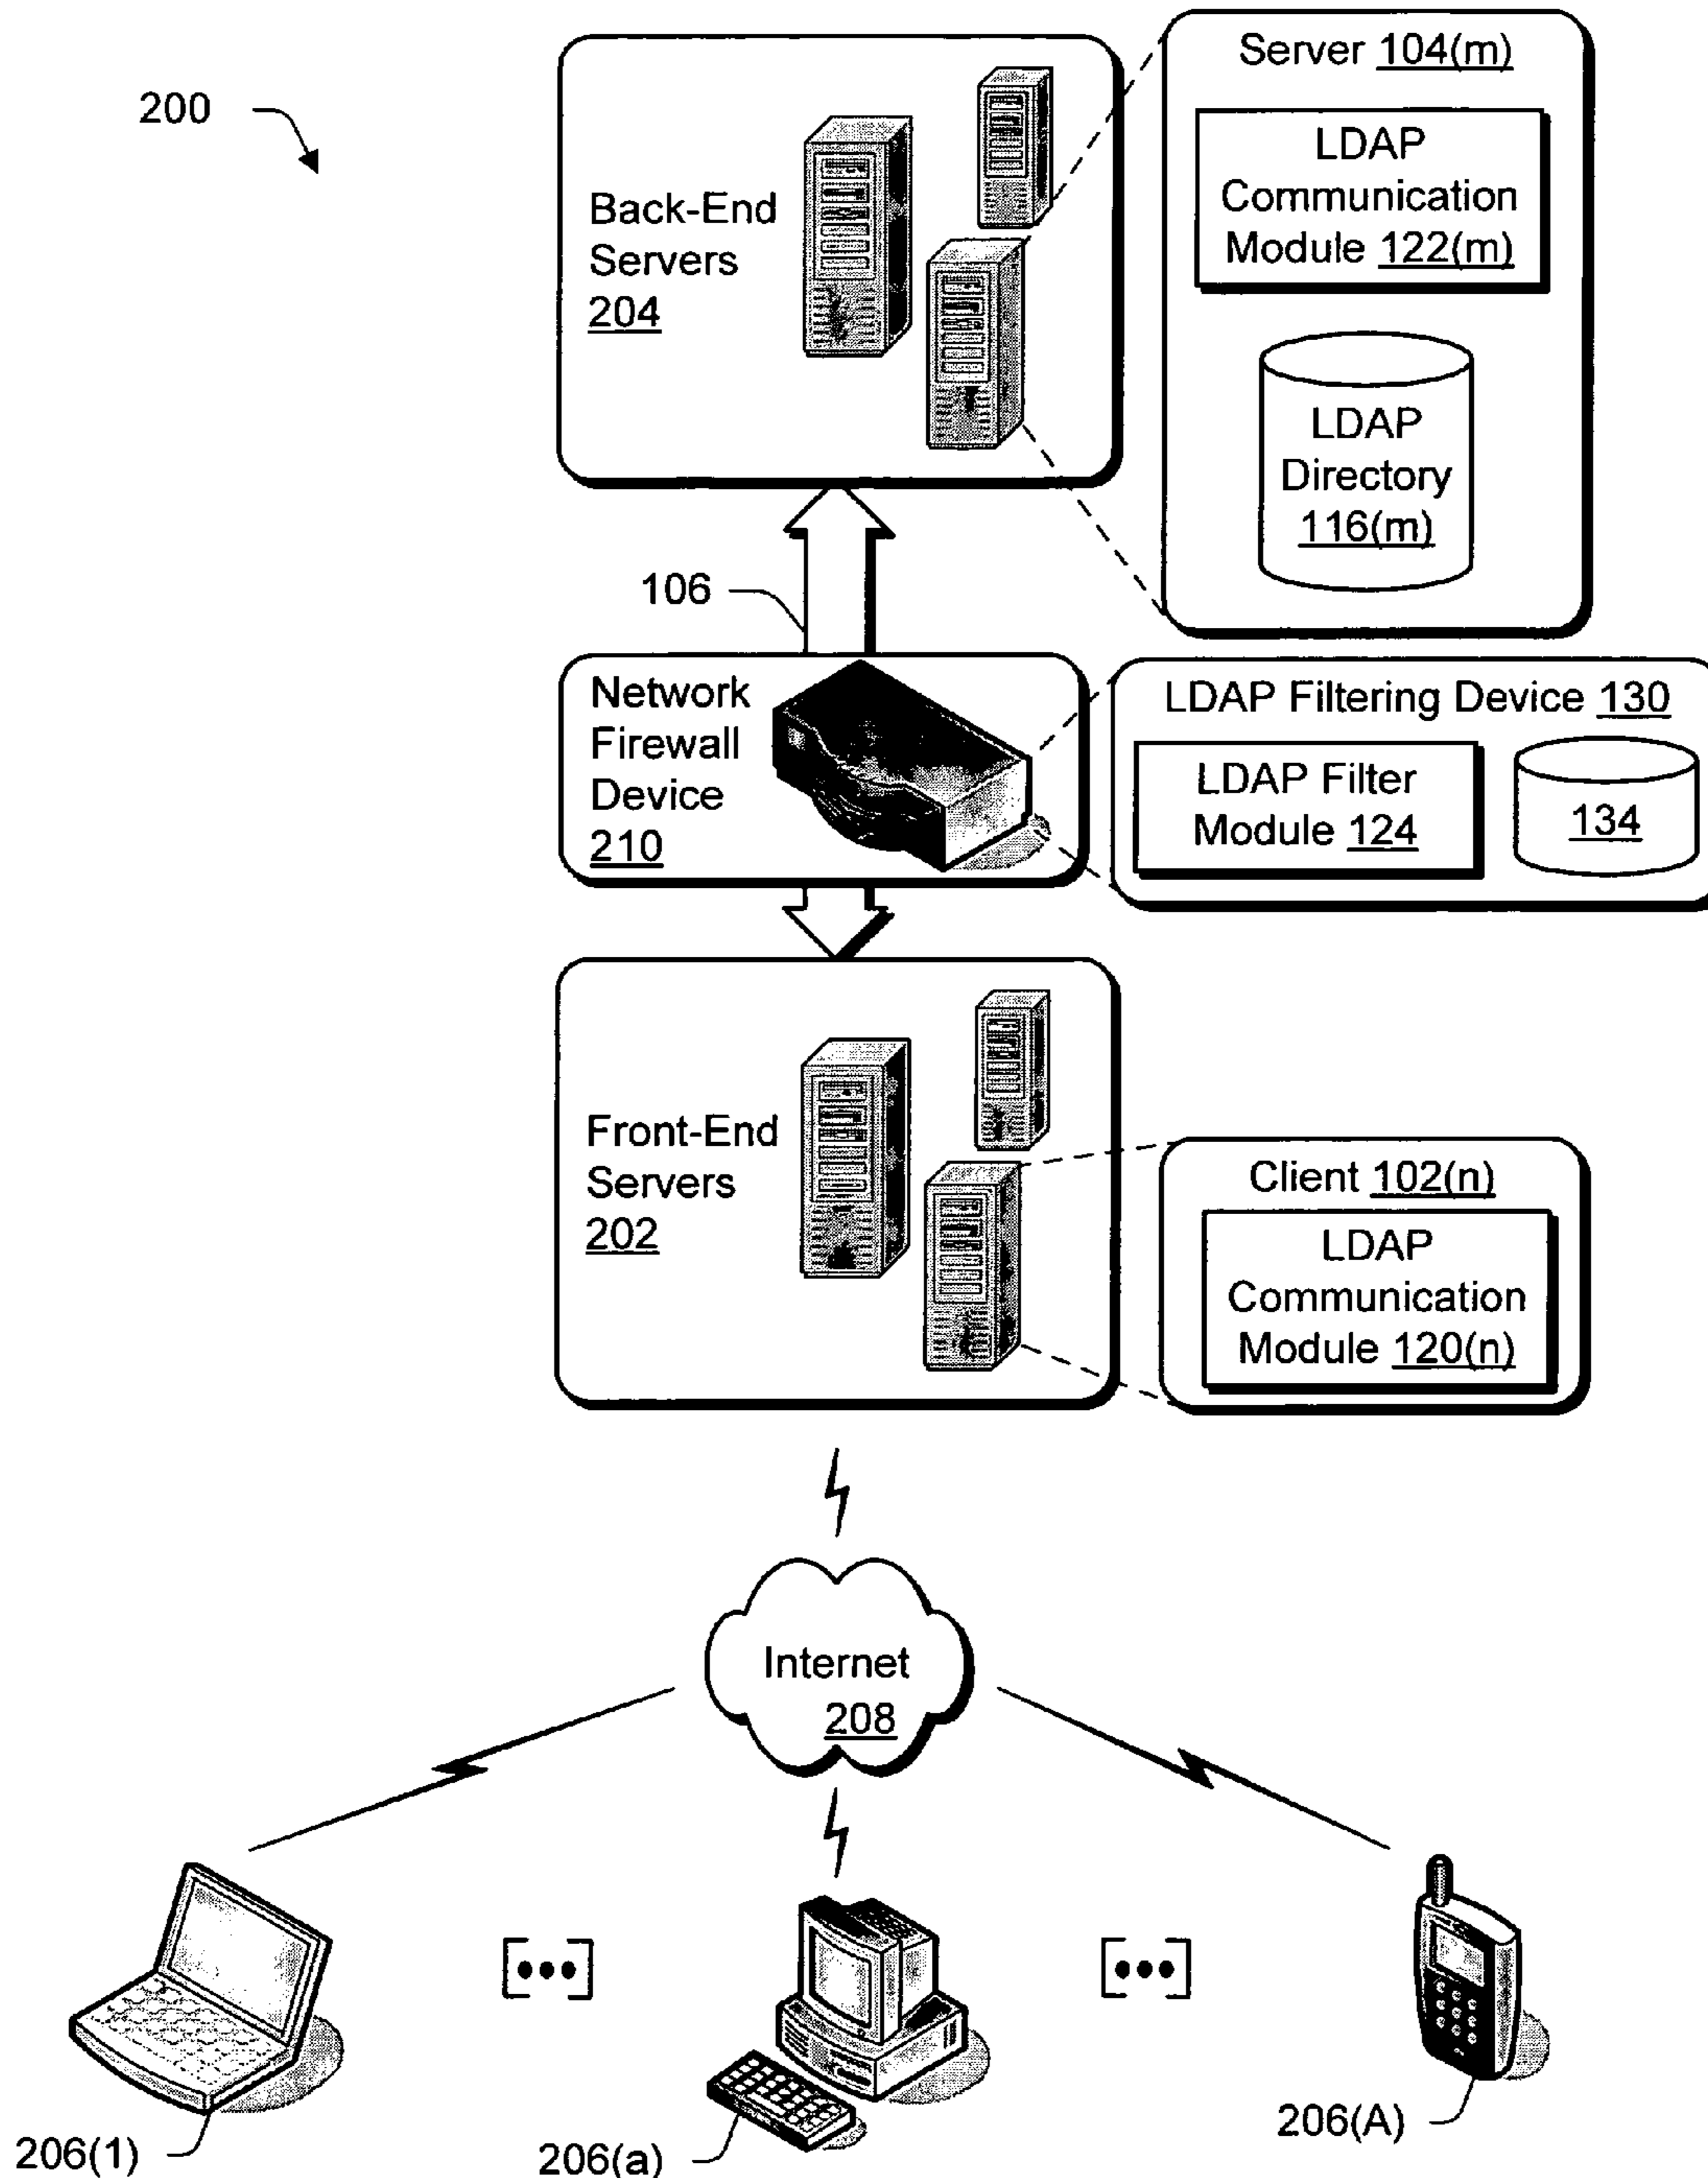 200
Back-End
Servers
204
Server 104(m)
LDAP
Communication
Module 122(m)
LDAP
Directory
116(m)
106
Network
Firewall
Device
210
LDAP Filtering Device 130
LDAP Filter
Module 124
134
Front-End
Servers
202
Client 102(n)
LDAP
Communication
Module 120(n)
Internet
208
[•••]
[•••]
206(1)
206(a)
206(A)